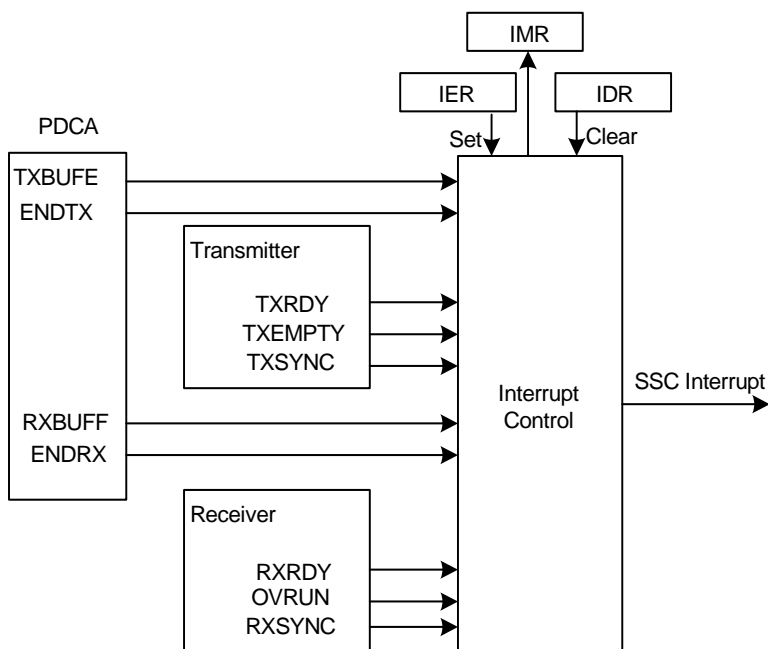 IMR
IER
IDR
Set
Clear
PDCA
TXBUFE
ENDTX
Transmitter
TXRDY
TXEMPTY
TXSYNC
RXBUFF
ENDRX
Receiver
RXRDY
OVRUN
RXSYNC
Interrupt
Control
SSC Interrupt